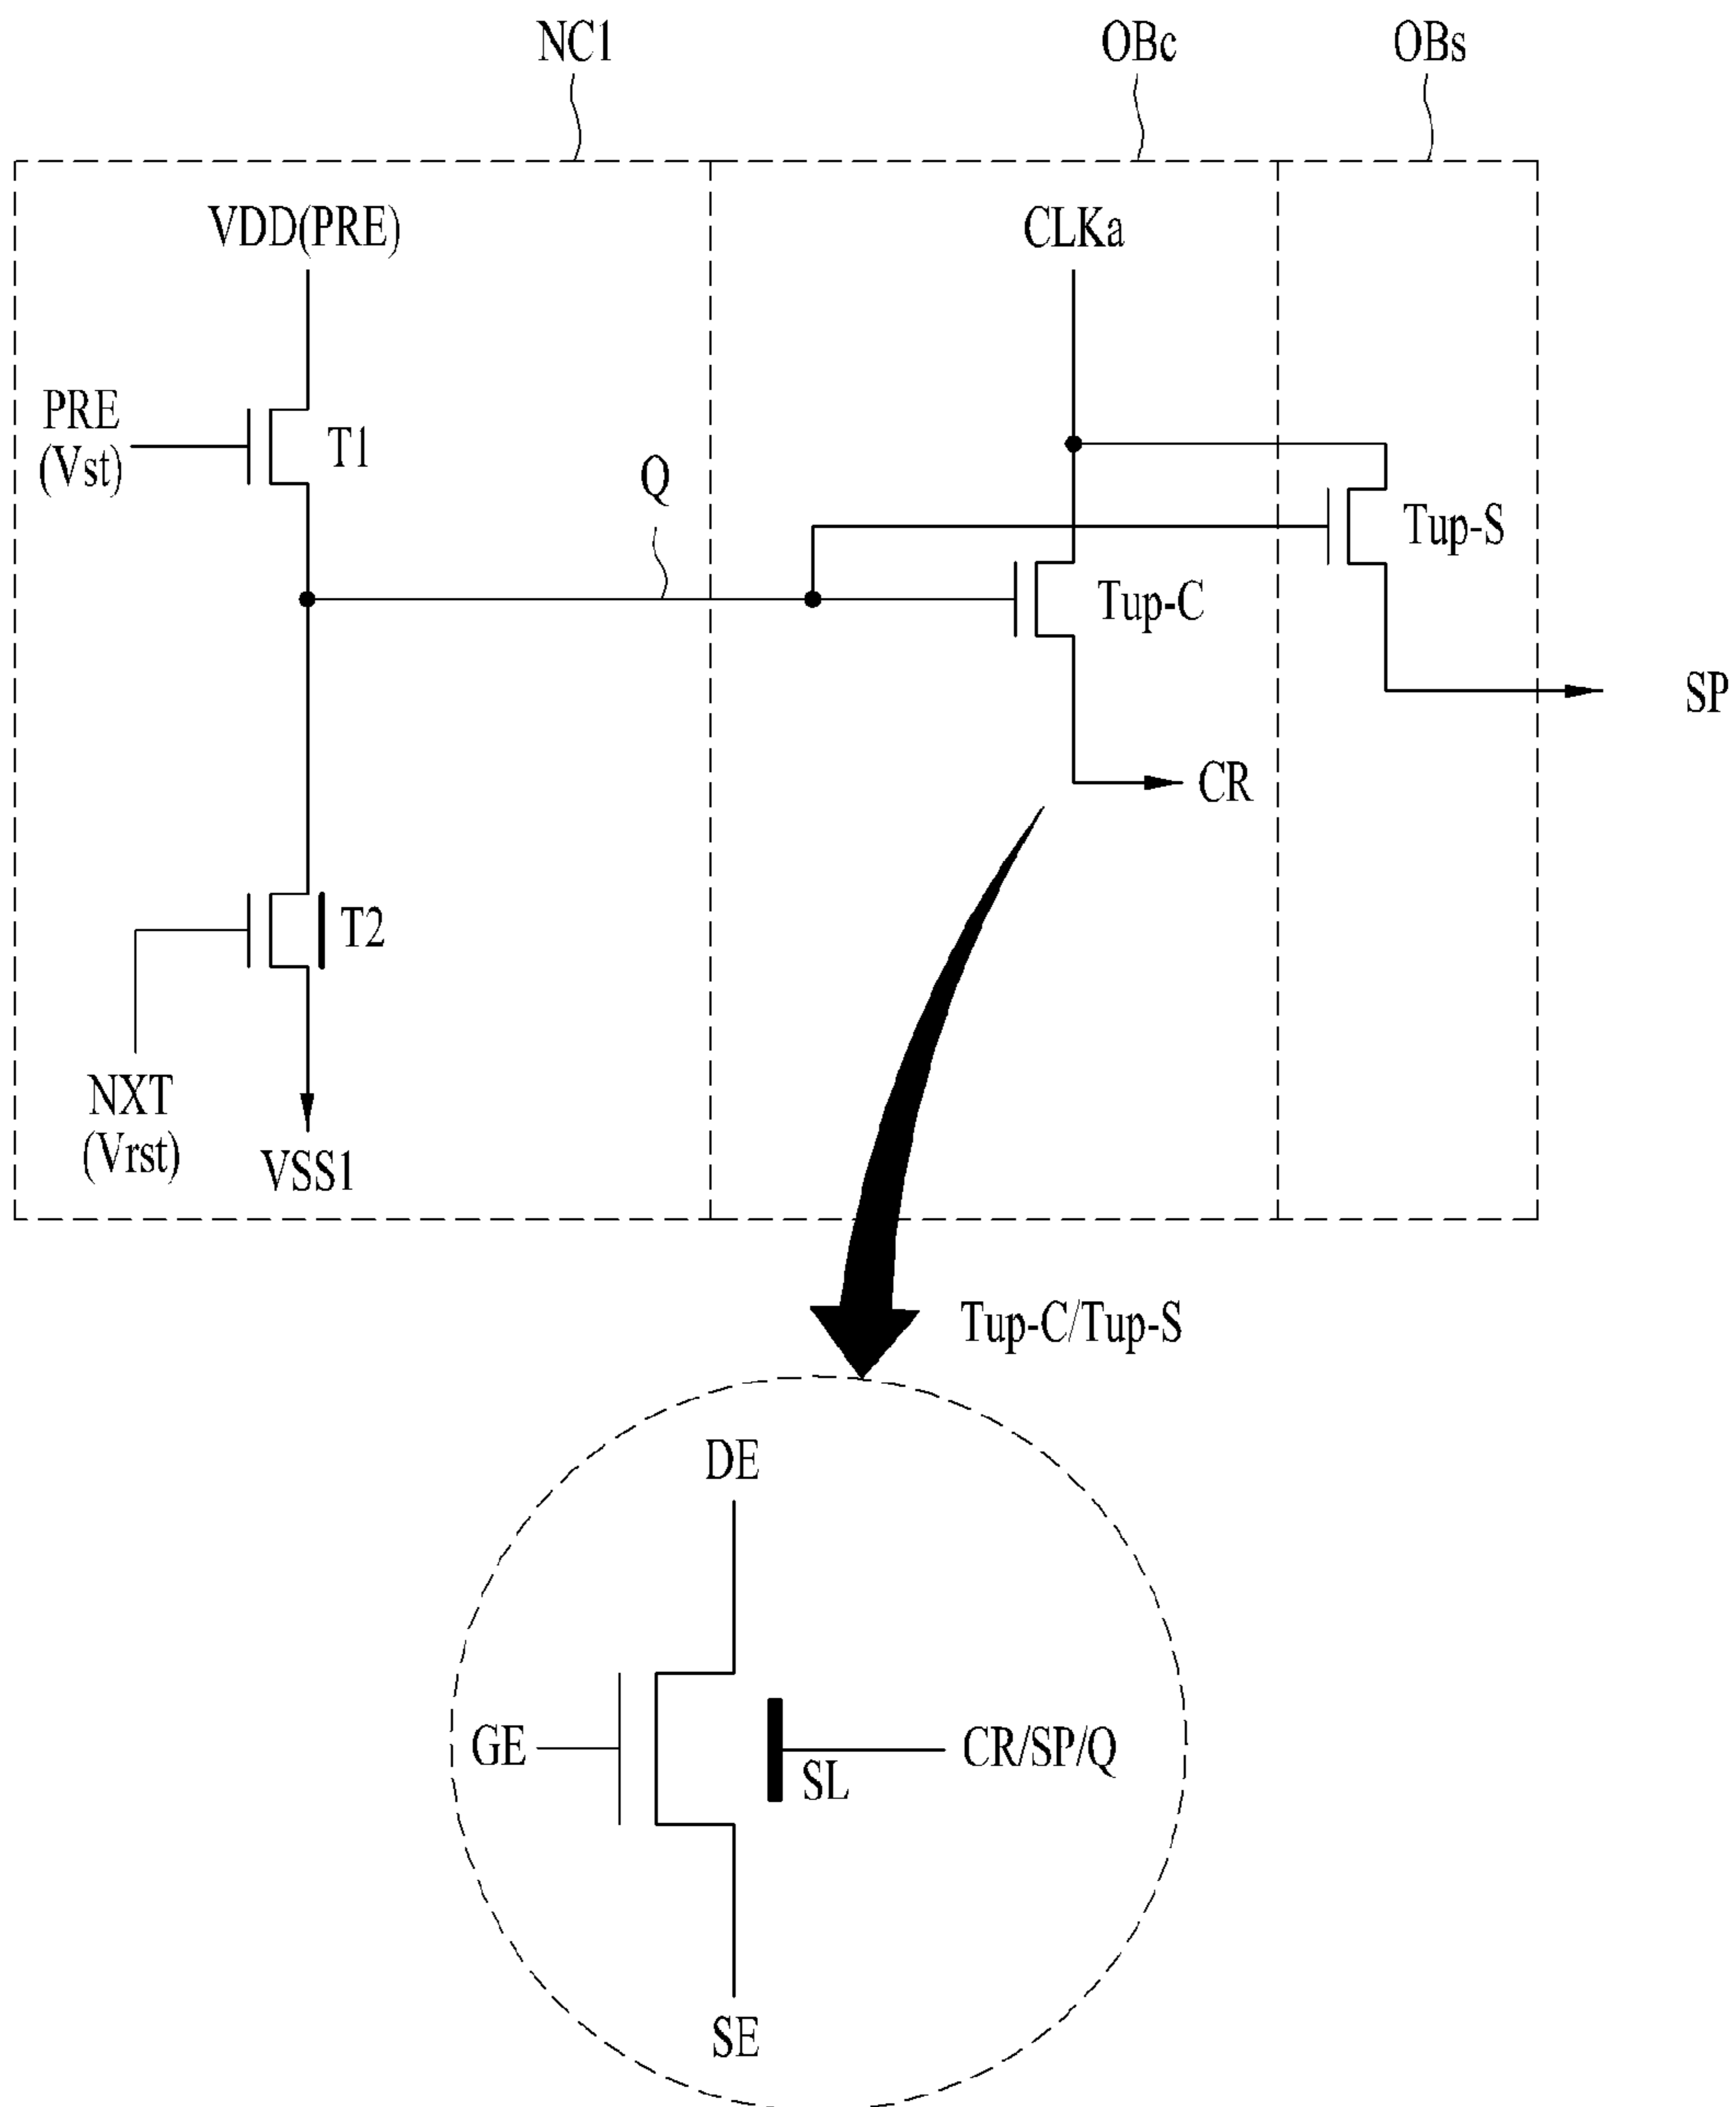 NC1
OBc
OBs
VDD(PRE)
CLKa
PRE
(Vst)
T1
Q
Tup-S
Tup-C
SP
CR
T2
NXT
(Vrst)
VSS1
Tup-C/Tup-S
DE
GE
SL
CR/SP/Q
SE